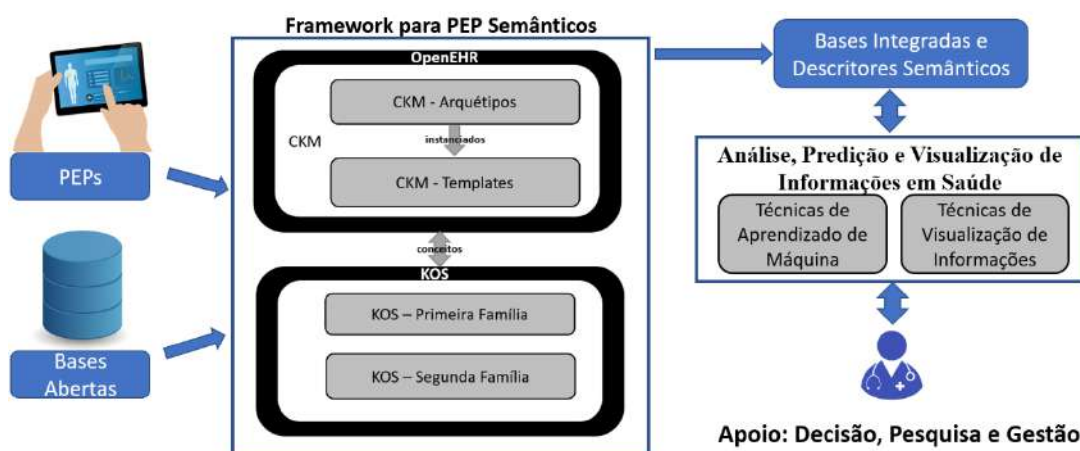 Framework para PEP Semânticos
PEPs
Bases
Abertas
OpenEHR
CKM
CKM - Arquétipos
instanciados
CKM - Templates
conceitos
KOS
KOS – Primeira Família
KOS – Segunda Família
Bases Integradas e
Descritores Semânticos
Análise, Predição e Visualização de
Informações em Saúde
Técnicas de
Aprendizado de
Máquina
Técnicas de
Visualização de
Informações
Apoio: Decisão, Pesquisa e Gestão